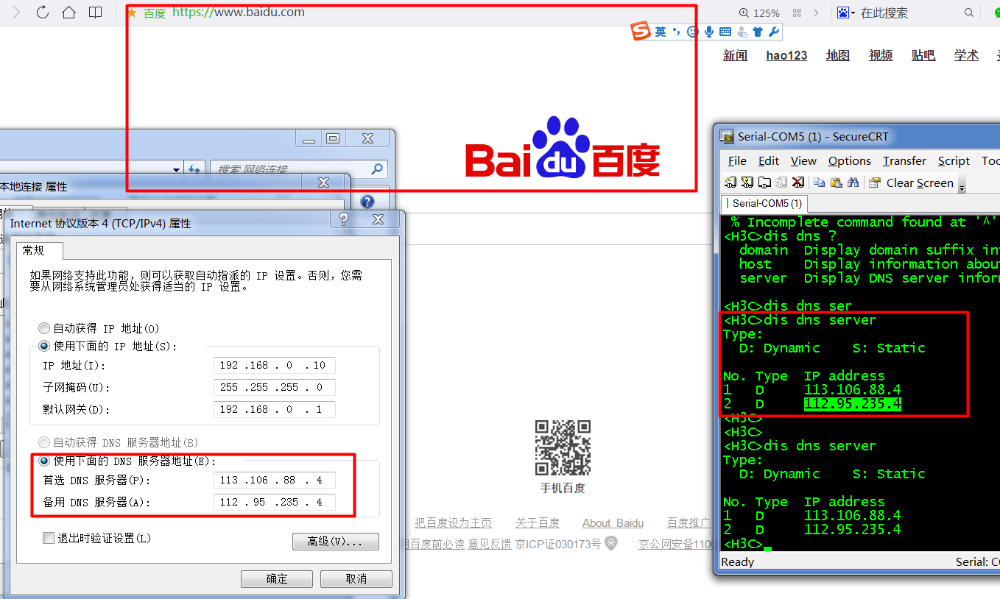 百度 https://www.baidu.com
125%
在此搜索
英
新闻 hao123 地图 视频 贴吧 学术
Bai du 百度
搜索 网络连接
本地连接 属性
Internet 协议版本 4 (TCP/IPv4) 属性
常规
如果网络支持此功能，则可以获取自动指派的 IP 设置。否则，您需
要从网络系统管理员处获得适当的 IP 设置。
自动获得 IP 地址(O)
使用下面的 IP 地址(S):
IP 地址(I): 192 .168 . 0 . 10
子网掩码(U): 255 .255 .255 . 0
默认网关(D): 192 .168 . 0 . 1
自动获得 DNS 服务器地址(B)
使用下面的 DNS 服务器地址(E):
首选 DNS 服务器(P): 113 .106 . 88 . 4
备用 DNS 服务器(A): 112 . 95 .235 . 4
退出时验证设置(L)
高级(V)...
确定 取消
手机百度
把百度设为主页 关于百度 About Baidu 百度推广
用百度前必读 意见反馈 京ICP证030173号 京公网安备1100
Serial-COM5 (1) - SecureCRT
File Edit View Options Transfer Script Too
Clear Screen
Serial-COM5 (1)
% Incomplete command found at '^'
<H3C>dis dns ?
domain Display domain suffix in
host Display information abou
server Display DNS server infor
<H3C>dis dns ser
<H3C>dis dns server
Type:
D: Dynamic S: Static
No. Type IP address
1 D 113.106.88.4
2 D 112.95.235.4
<H3C>
<H3C>
<H3C>dis dns server
Type:
D: Dynamic S: Static
No. Type IP address
1 D 113.106.88.4
2 D 112.95.235.4
<H3C>
Ready Serial: CO